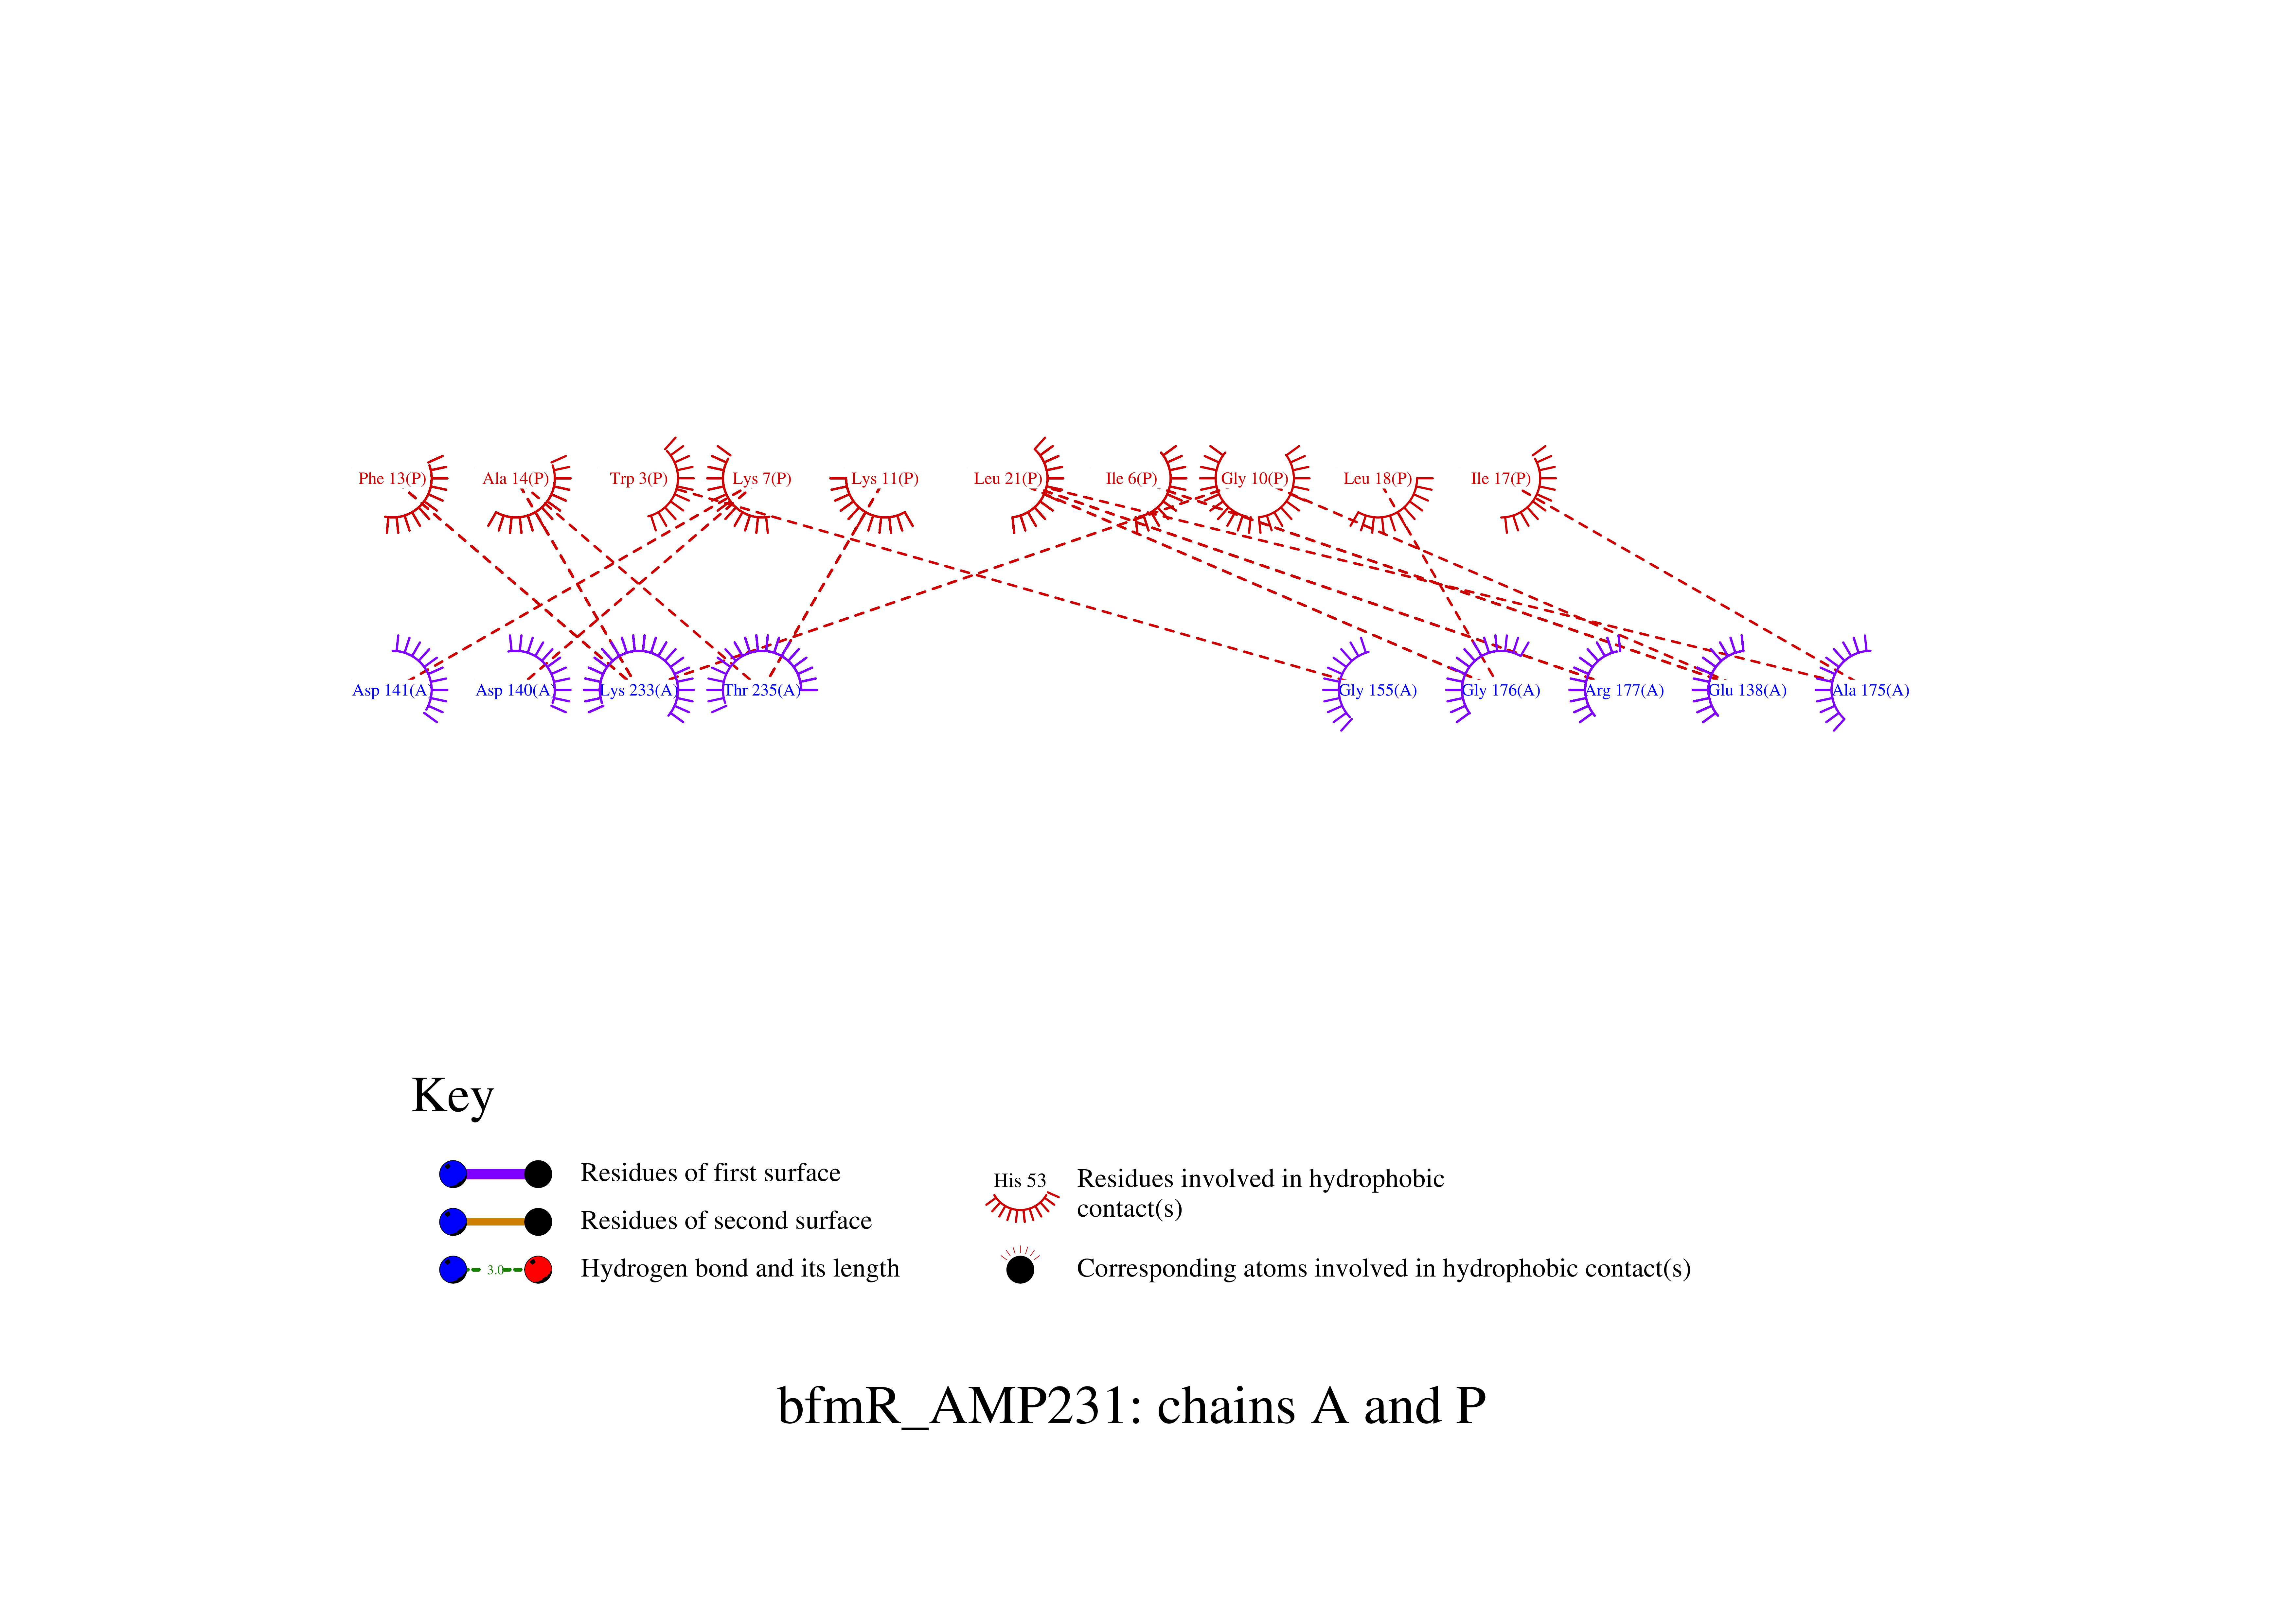 Phe 13(P) Ala 14(P) Trp 3(P) Lys 7(P) Lys 11(P) Leu 21(P) Ile 6(P) Gly 10(P) Leu 18(P) Ile 17(P)
Asp 141(A) Asp 140(A) Lys 233(A) Thr 235(A) Gly 155(A) Gly 176(A) Arg 177(A) Glu 138(A) Ala 175(A)
Key
Residues of first surface
Residues of second surface
3.0 Hydrogen bond and its length
His 53 Residues involved in hydrophobic
contact(s)
Corresponding atoms involved in hydrophobic contact(s)
bfmR_AMP231: chains A and P